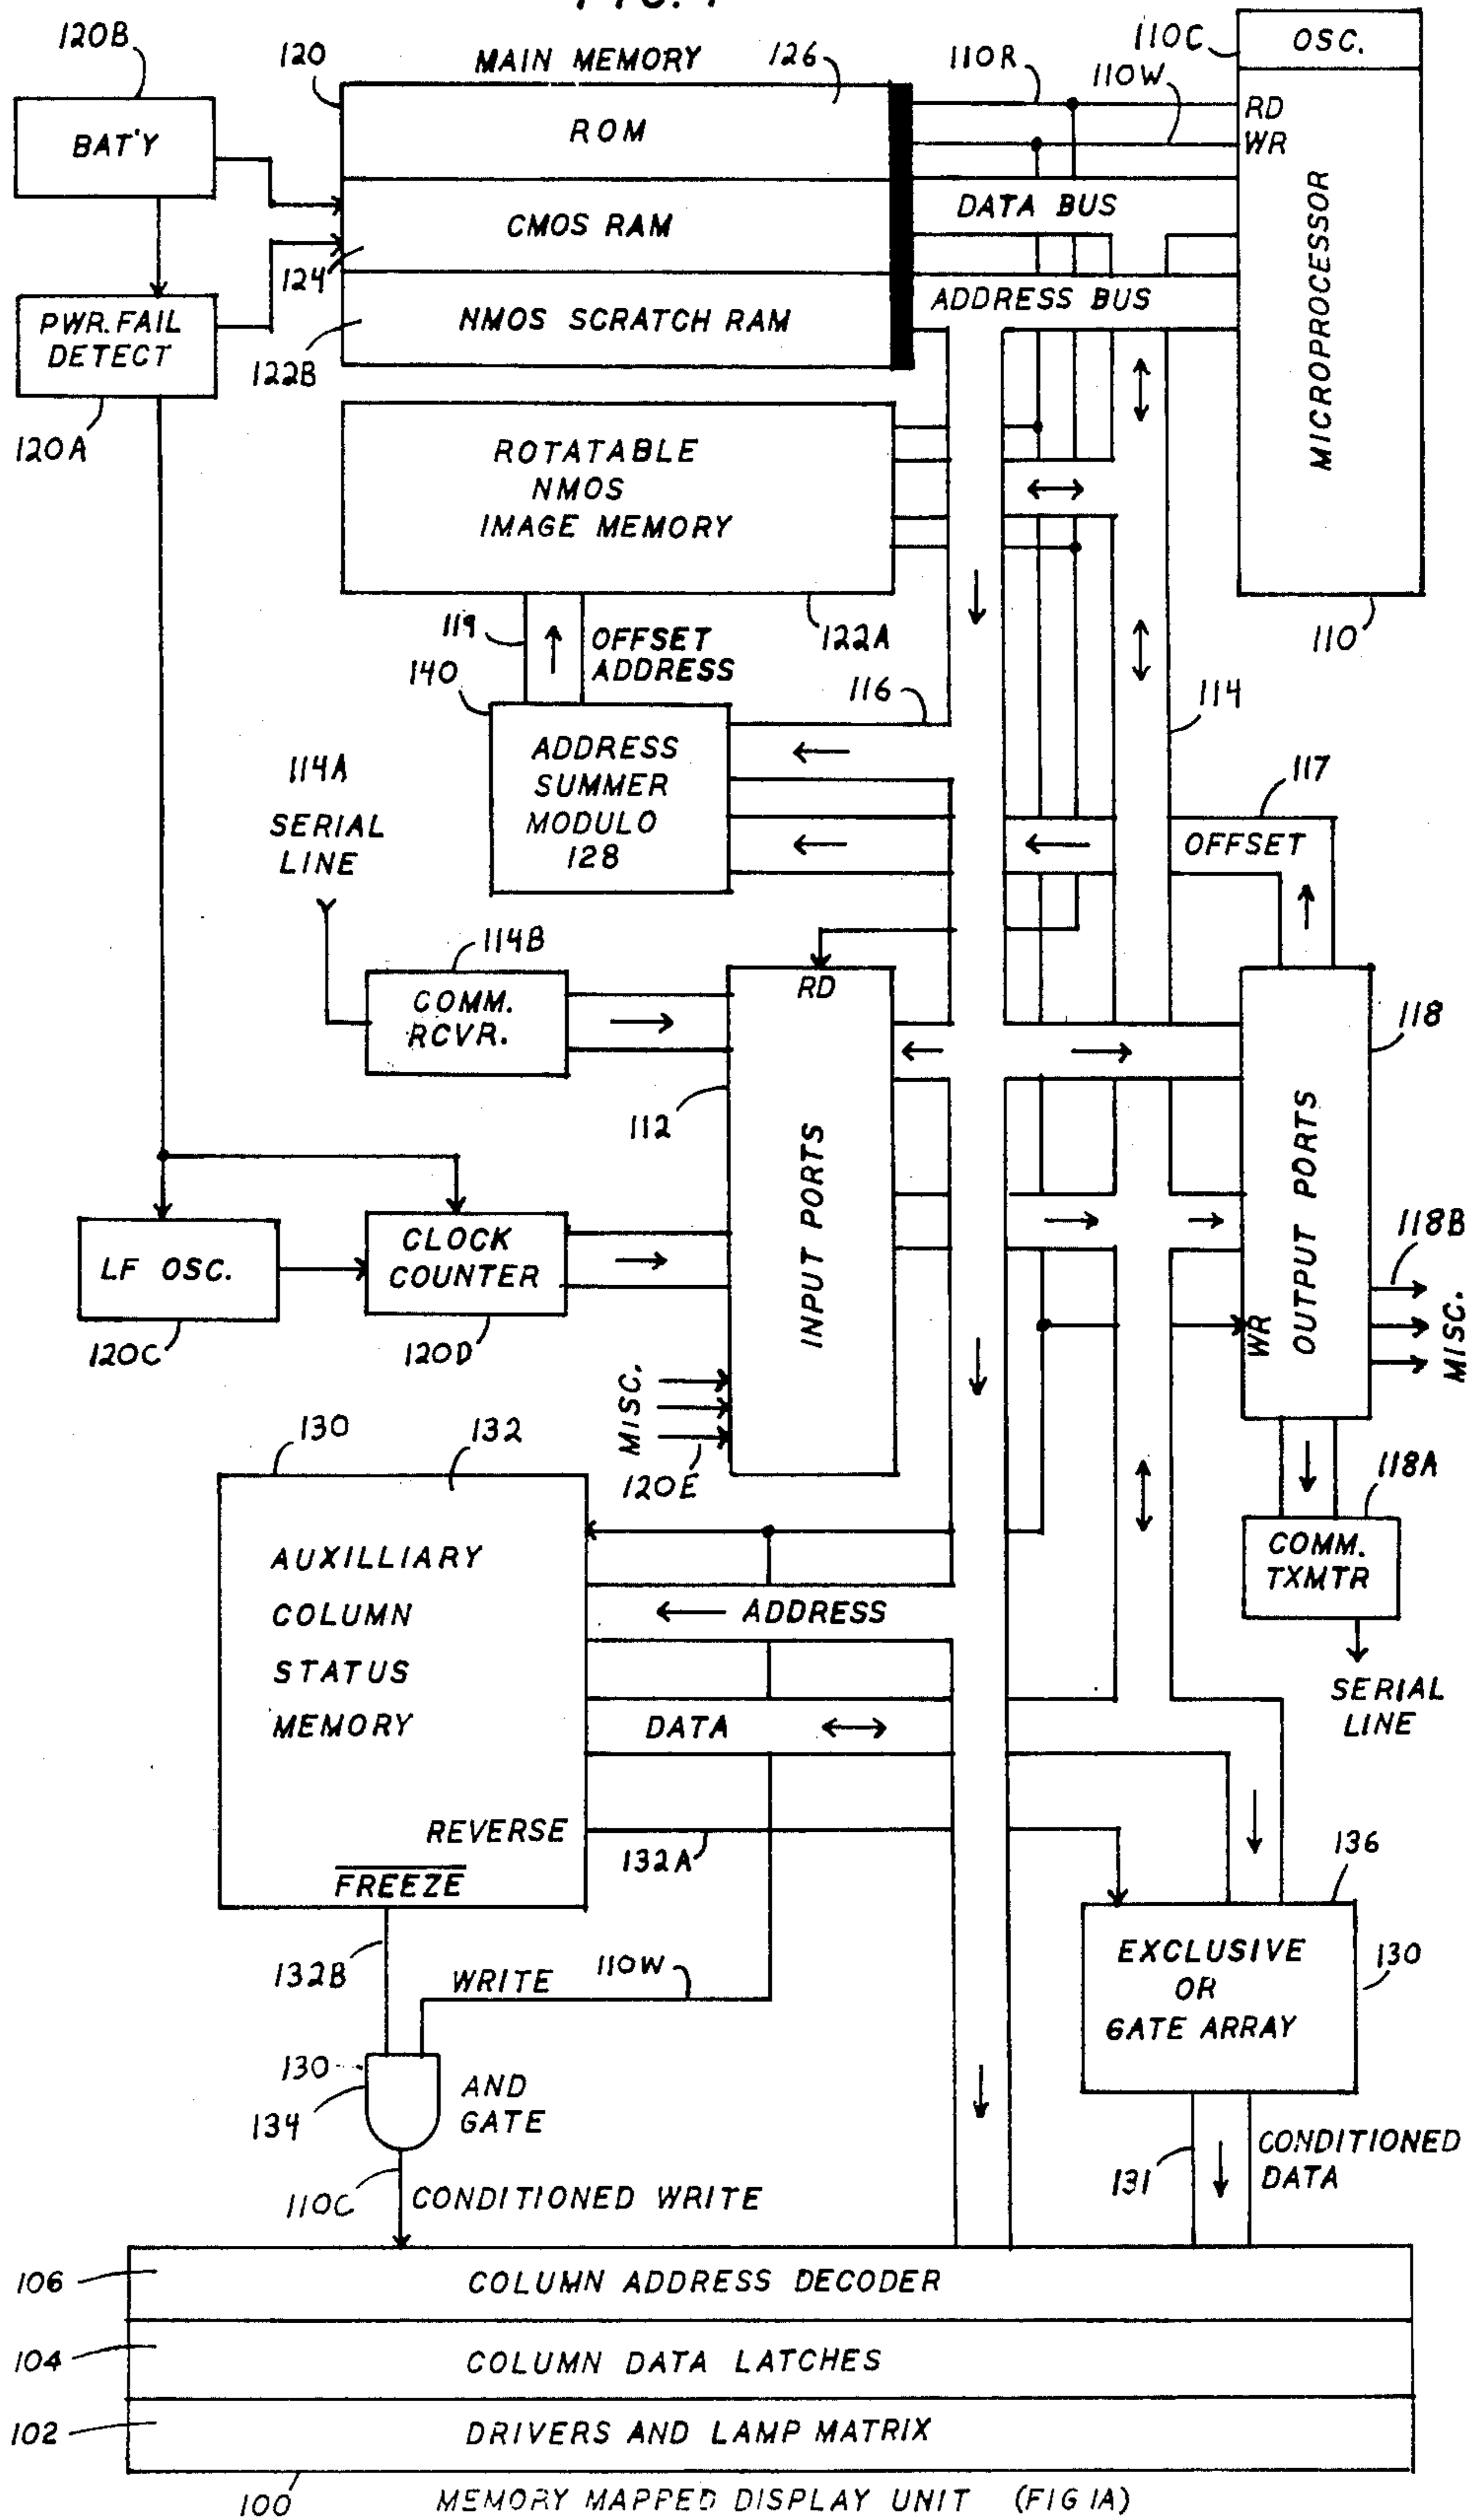 FIG. 1
120B
120
MAIN MEMORY
126
110R
110C
OSC.
110W
BAT'Y
ROM
RD
WR
CMOS RAM
DATA BUS
MICROPROCESSOR
124
PWR. FAIL
DETECT
NMOS SCRATCH RAM
ADDRESS BUS
122B
120A
ROTATABLE
NMOS
IMAGE MEMORY
119
OFFSET
ADDRESS
122A
110
140
116
114
ADDRESS
SUMMER
MODULO
128
114A
SERIAL
LINE
117
OFFSET
114B
COMM.
RCVR.
RD
118
112
INPUT PORTS
OUTPUT PORTS
LF OSC.
CLOCK
COUNTER
118B
MISC.
WR
120C
120D
MISC.
120E
130
132
118A
COMM.
TXMTR
AUXILLIARY
COLUMN
STATUS
MEMORY
ADDRESS
DATA
SERIAL
LINE
REVERSE
132A
FREEZE
136
EXCLUSIVE
OR
GATE ARRAY
130
132B
WRITE
110W
130
134
AND
GATE
110C
CONDITIONED WRITE
131
CONDITIONED
DATA
106
COLUMN ADDRESS DECODER
104
COLUMN DATA LATCHES
102
DRIVERS AND LAMP MATRIX
100
MEMORY MAPPED DISPLAY UNIT (FIG 1A)